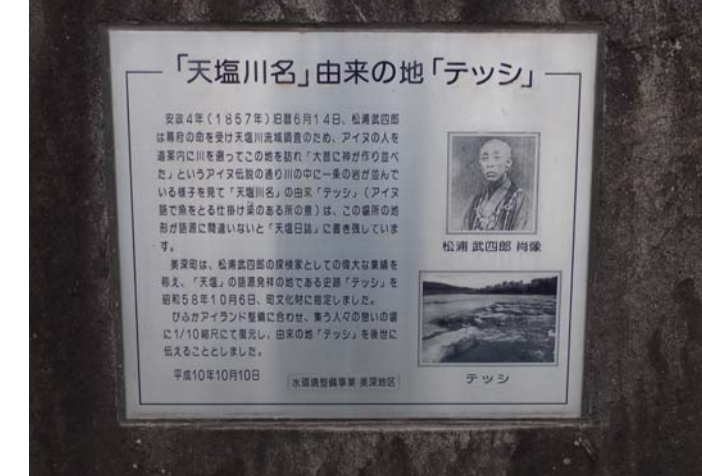 「天塩川名」由来の地「テッシ」
安政4年(1857年)旧暦6月14日、松浦武四郎
は幕府の命を受け天塩川流域調査のため、アイヌの人を
道案内に川を遡ってこの地を訪れ「大昔に神が作り並べ
た」というアイヌ伝説の通り川の中に一条の岩が並んで
いる様子を見て「天塩川名」の由来「テッシ」(アイヌ
語で魚をとる仕掛け梁のある所の意)は、この場所の地
形が語源に間違いないと「天塩日誌」に書き残していま
す。
美深町は、松浦武四郎の探検家としての偉大な業績を
称え、「天塩」の語源発祥の地である史跡「テッシ」を
昭和58年10月6日、町文化財に指定しました。
びふかアイランド整備に合わせ、集う人々の憩いの場
に1/10縮尺にて復元し、由来の地「テッシ」を後世に
伝えることとしました。
平成10年10月10日
水環境整備事業 美深地区
松浦 武四郎 肖像
テッシ